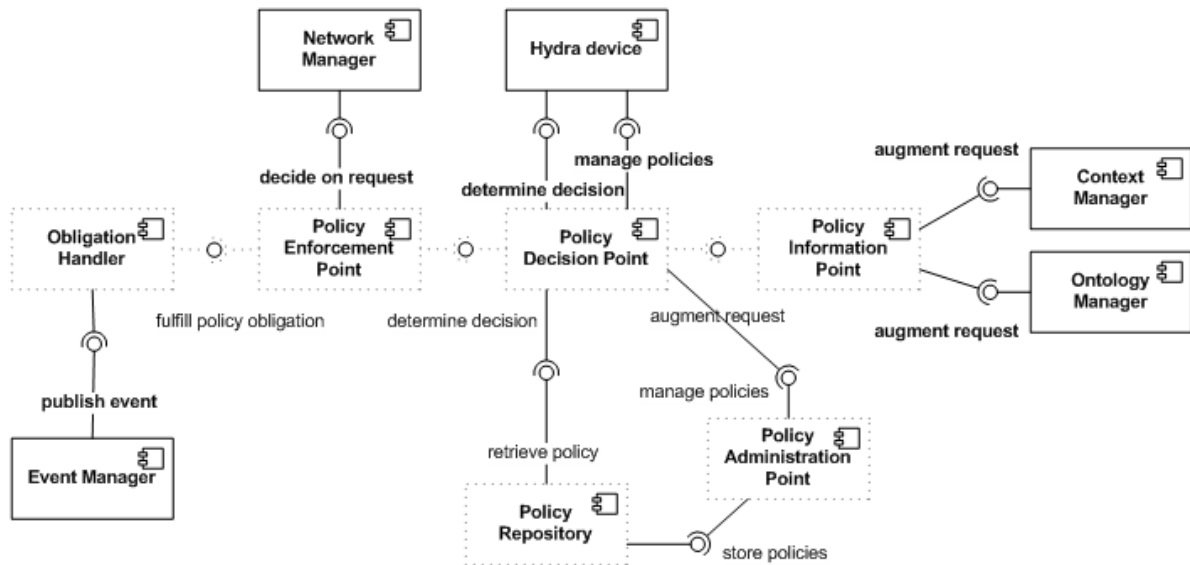 Network
Manager
Hydra device
decide on request
determine decision
manage policies
augment request
Context
Manager
Obligation
Handler
Policy
Enforcement
Point
Policy
Decision Point
Policy
Information
Point
Ontology
Manager
augment request
fulfill policy obligation
determine decision
augment request
publish event
manage policies
Event Manager
retrieve policy
Policy
Administration
Point
Policy
Repository
store policies